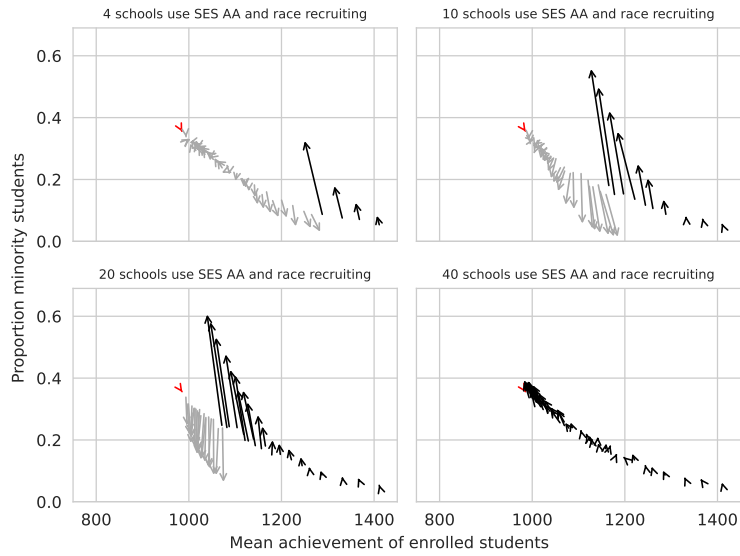 4 schools use SES AA and race recruiting
10 schools use SES AA and race recruiting
0.6
0.4
0.2
0.0
20 schools use SES AA and race recruiting
40 schools use SES AA and race recruiting
0.6
0.4
0.2
0.0
Proportion minority students
800 1000 1200 1400 800 1000 1200 1400
Mean achievement of enrolled students